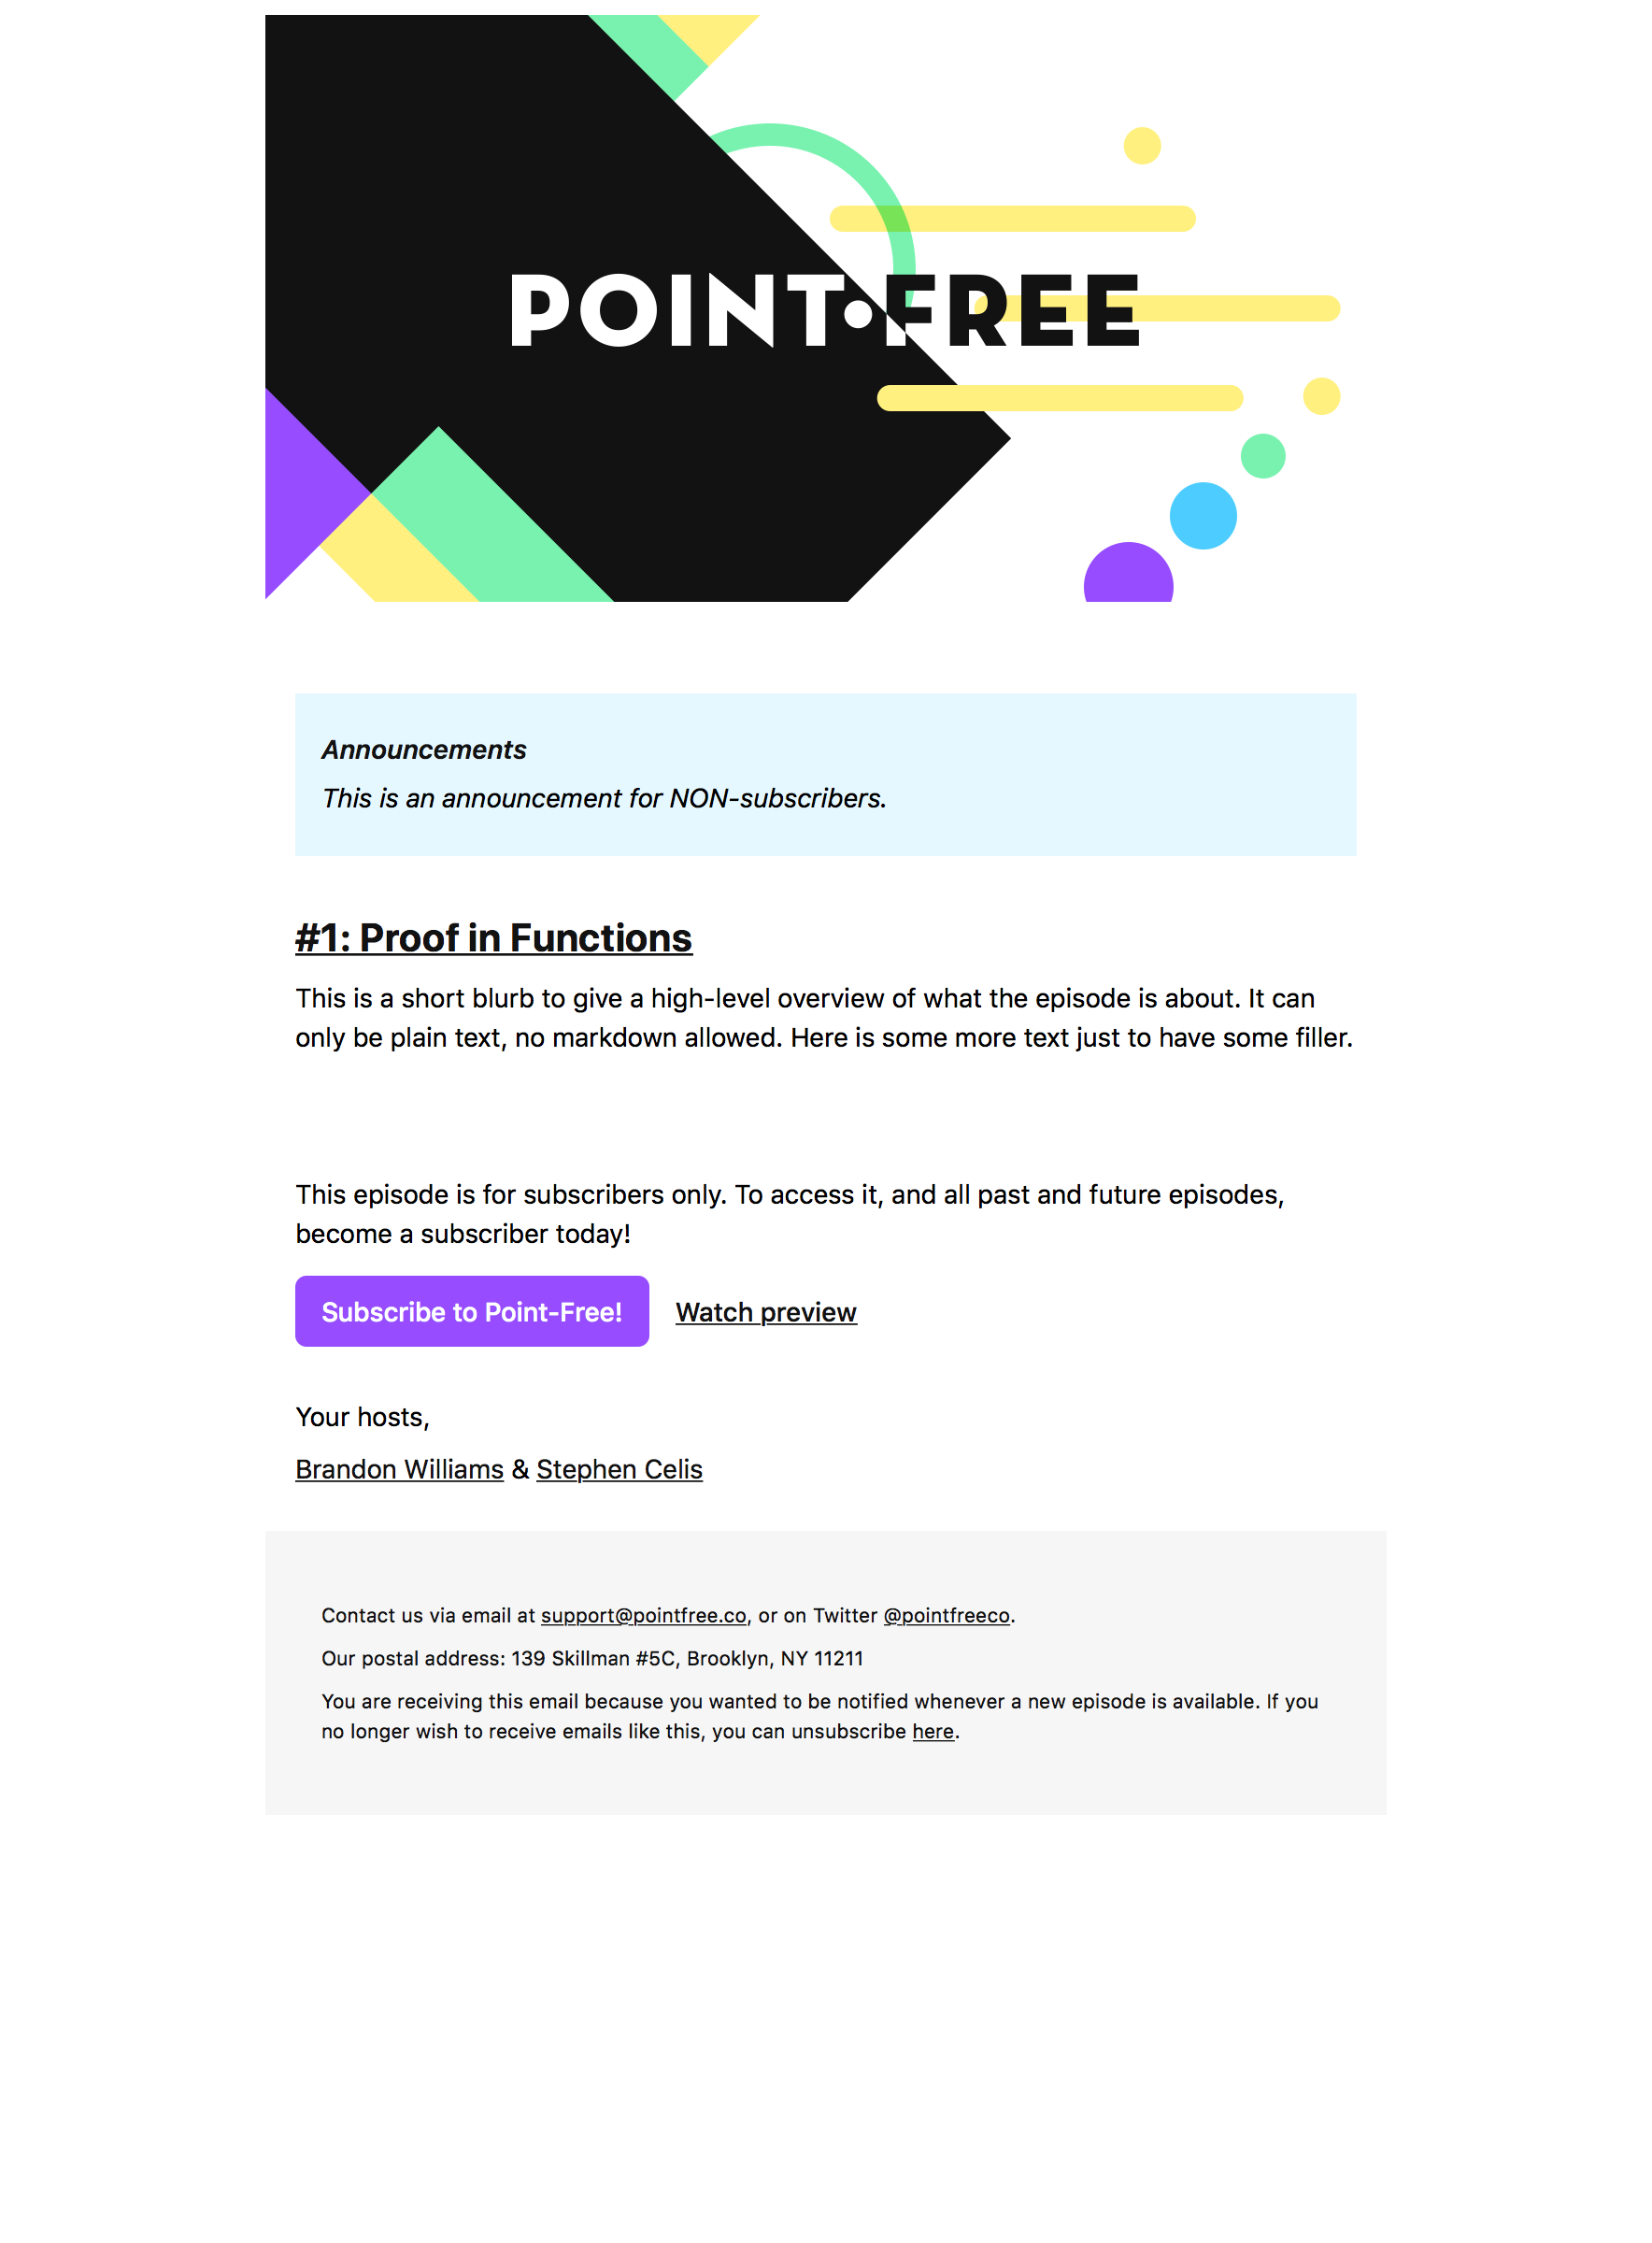 POINT•FREE
Announcements
This is an announcement for NON-subscribers.
#1: Proof in Functions
This is a short blurb to give a high-level overview of what the episode is about. It can
only be plain text, no markdown allowed. Here is some more text just to have some filler.
This episode is for subscribers only. To access it, and all past and future episodes,
become a subscriber today!
Subscribe to Point-Free! Watch preview
Your hosts,
Brandon Williams & Stephen Celis
Contact us via email at support@pointfree.co, or on Twitter @pointfreeco.
Our postal address: 139 Skillman #5C, Brooklyn, NY 11211
You are receiving this email because you wanted to be notified whenever a new episode is available. If you
no longer wish to receive emails like this, you can unsubscribe here.